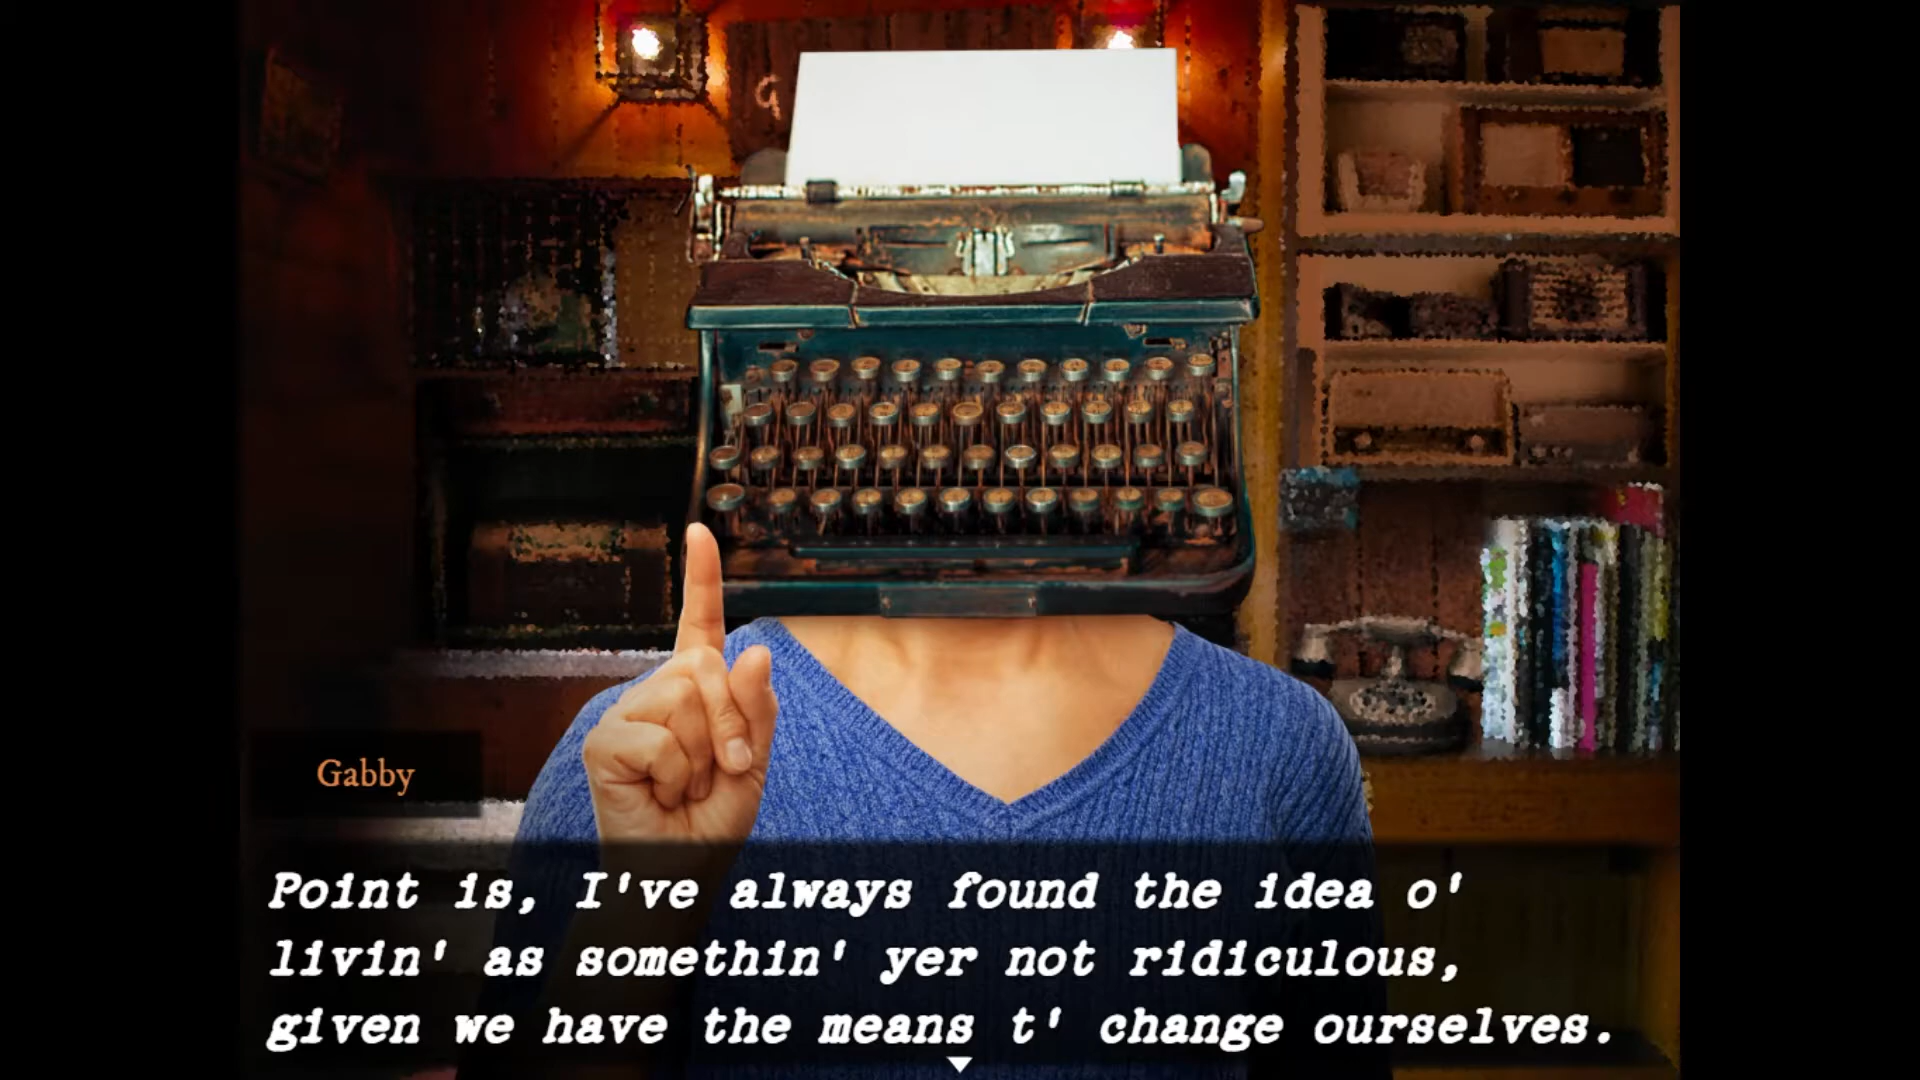 Gabby
Point is, I've always found the idea o'
livin' as somethin' yer not ridiculous,
given we have the means t' change ourselves.